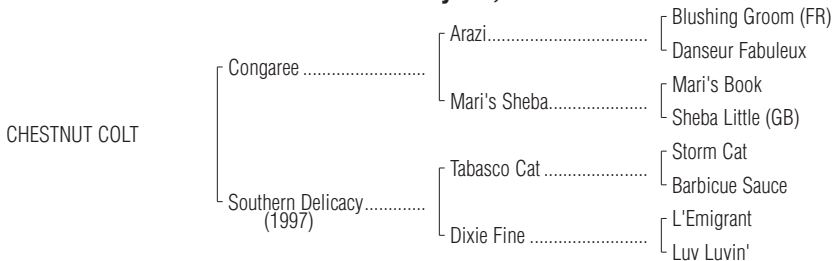 Blushing Groom (FR)
Arazi
Danseur Fabuleux
Congaree
Mari's Book
Mari's Sheba
Sheba Little (GB)
CHESTNUT COLT
Storm Cat
Tabasco Cat
Barbicue Sauce
Southern Delicacy
(1997)
L'Emigrant
Dixie Fine
Luv Luvin'